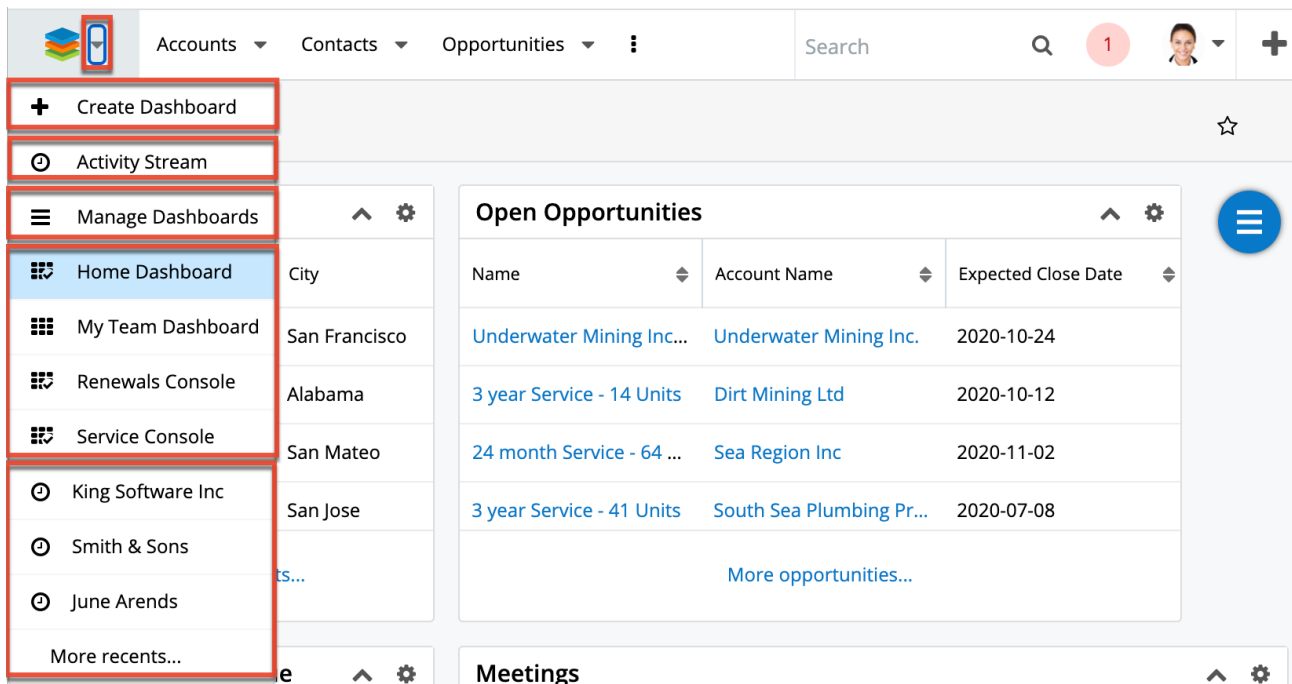 Accounts Contacts Opportunities Search 1
Create Dashboard
Activity Stream
Manage Dashboards
Home Dashboard
My Team Dashboard
Renewals Console
Service Console
King Software Inc
Smith & Sons
June Arends
More recents...
City
San Francisco
Alabama
San Mateo
San Jose
ts...
e
Open Opportunities
Name Account Name Expected Close Date
Underwater Mining Inc... Underwater Mining Inc. 2020-10-24
3 year Service - 14 Units Dirt Mining Ltd 2020-10-12
24 month Service - 64 ... Sea Region Inc 2020-11-02
3 year Service - 41 Units South Sea Plumbing Pr... 2020-07-08
More opportunities...
Meetings